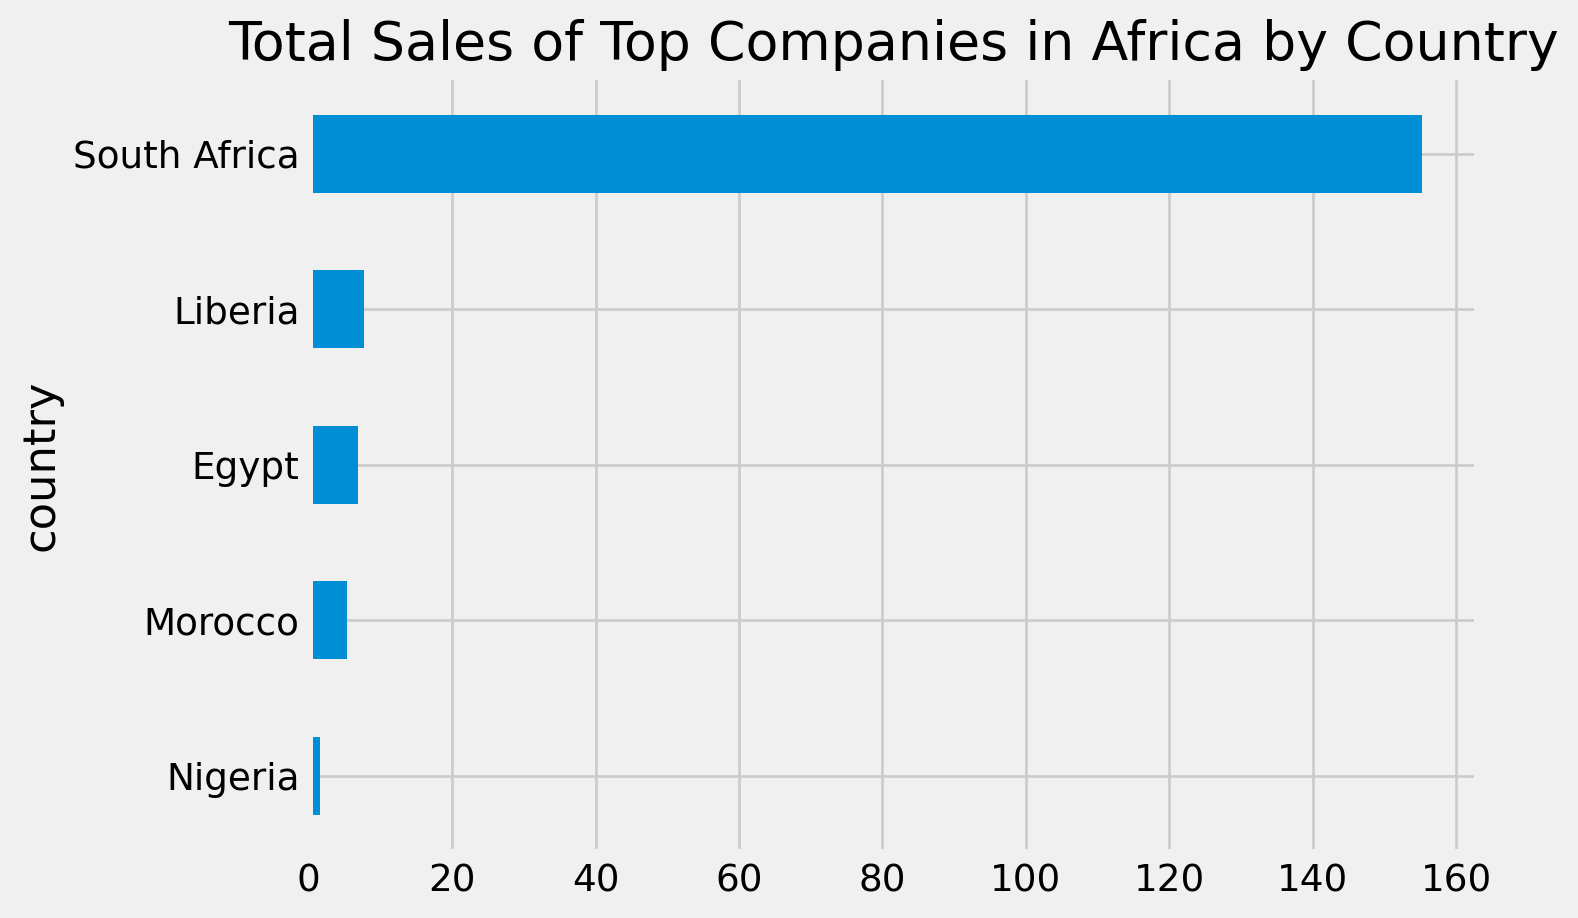 Total Sales of Top Companies in Africa by Country
South Africa
Liberia
Egypt
Morocco
Nigeria
country
0 20 40 60 80 100 120 140 160